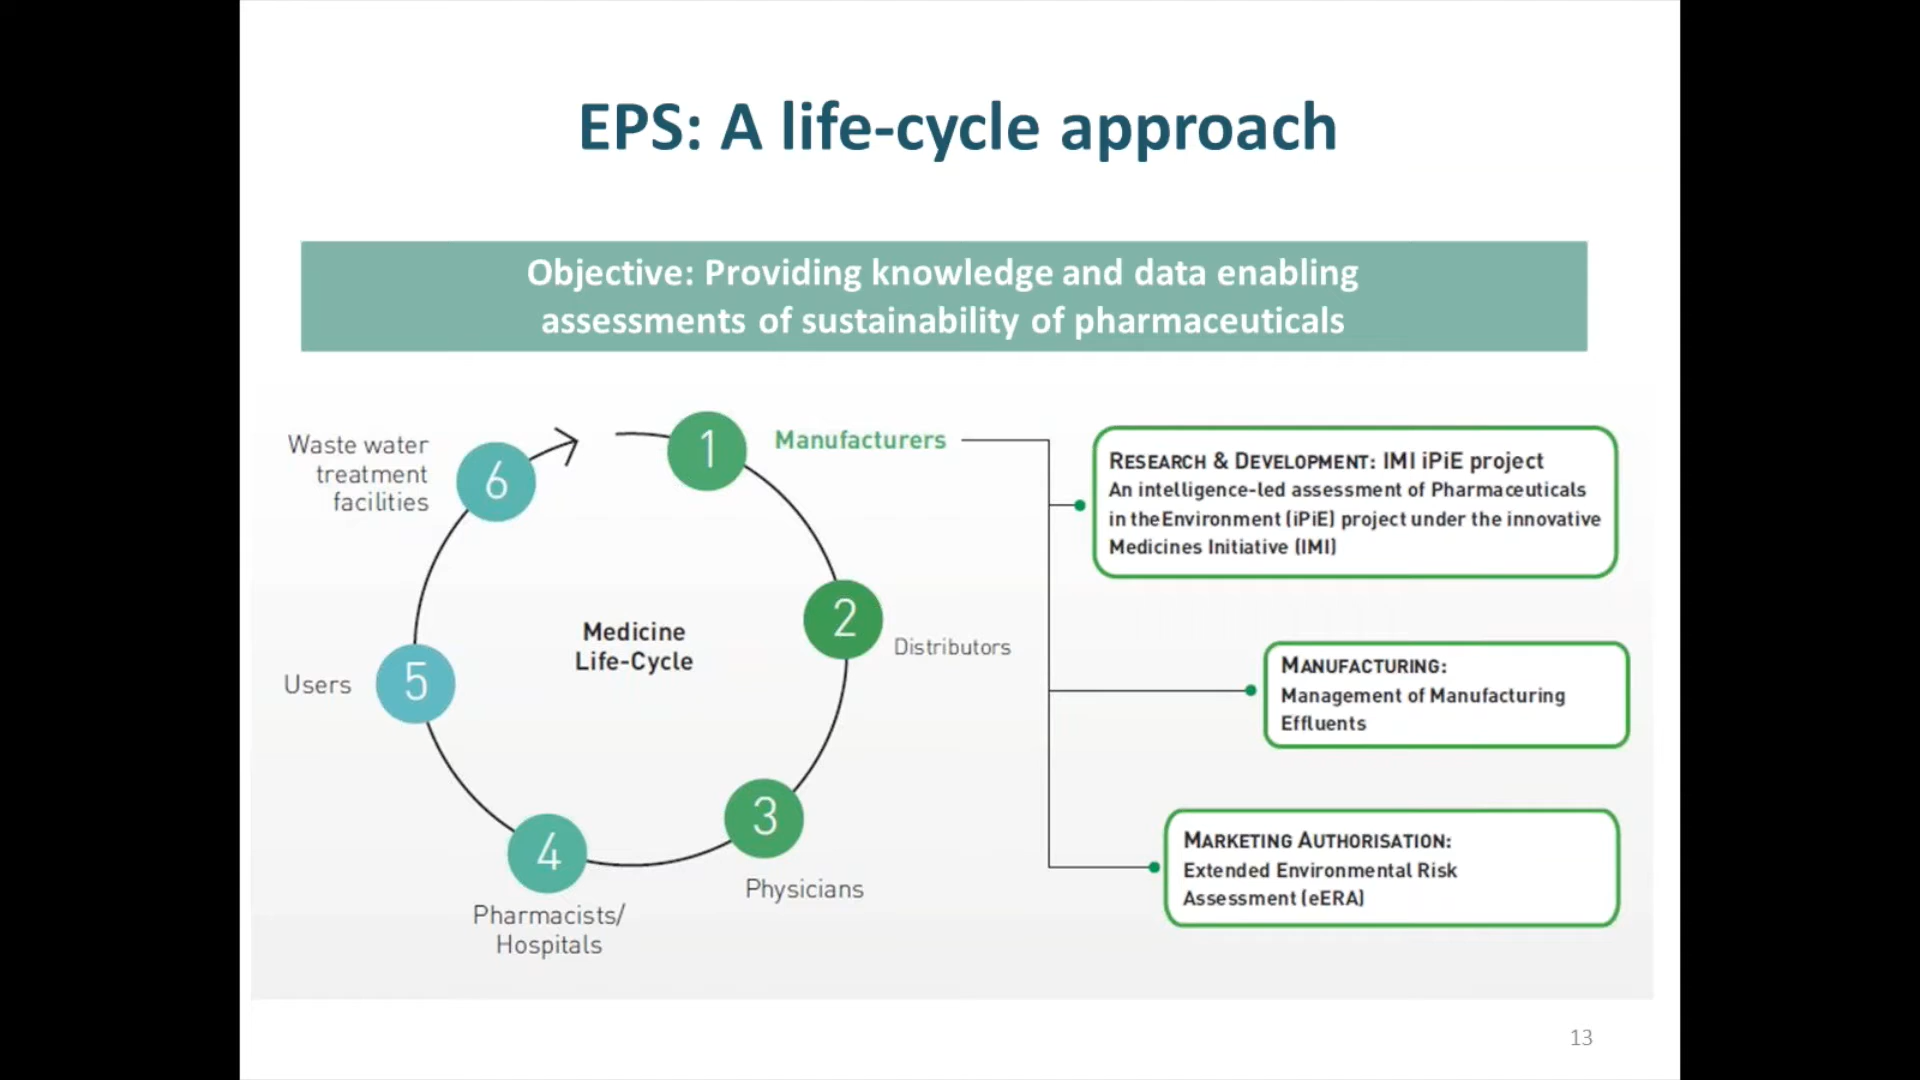 EPS: A life-cycle approach
Objective: Providing knowledge and data enabling
assessments of sustainability of pharmaceuticals
1
Manufacturers
2
Distributors
3
Physicians
4
Pharmacists/
Hospitals
5
Users
6
Waste water
treatment
facilities
Medicine
Life-Cycle
RESEARCH & DEVELOPMENT: IMI iPiE project
An intelligence-led assessment of Pharmaceuticals
in theEnvironment (iPiE) project under the innovative
Medicines Initiative (IMI)
MANUFACTURING:
Management of Manufacturing
Effluents
MARKETING AUTHORISATION:
Extended Environmental Risk
Assessment (eERA)
13